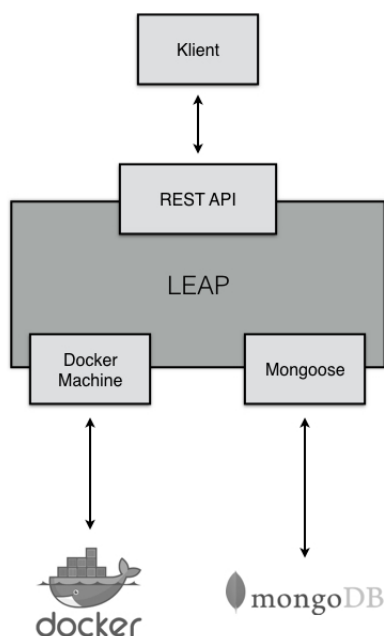 Klient
REST API
LEAP
Docker
Machine
Mongoose
docker
mongoDB